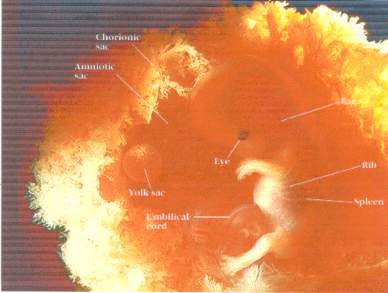 Chorionic
sac
Amniotic
sac
Ear
Eye
Rib
Yolk sac
Spleen
Umbilical
cord